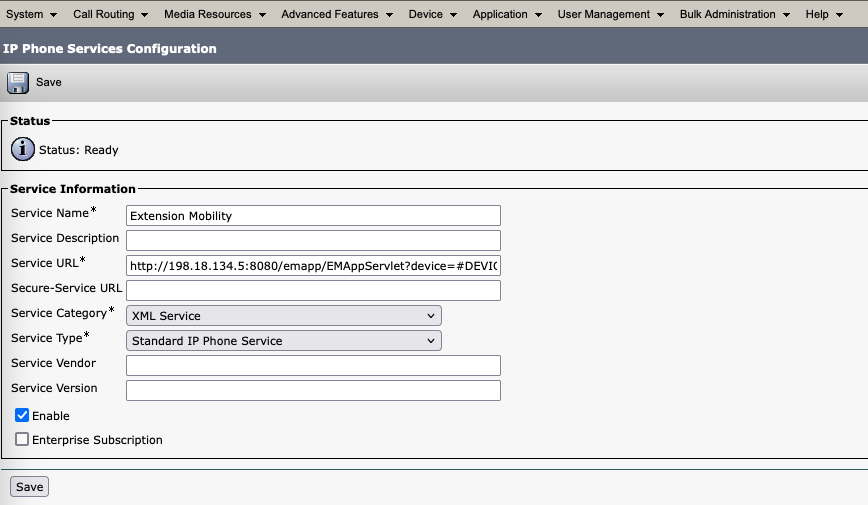 System Call Routing Media Resources Advanced Features Device Application User Management Bulk Administration Help
IP Phone Services Configuration
Save
Status
i Status: Ready
Service Information
Service Name* Extension Mobility
Service Description
Service URL* http://198.18.134.5:8080/emapp/EMAppServlet?device=#DEVIC
Secure-Service URL
Service Category* XML Service
Service Type* Standard IP Phone Service
Service Vendor
Service Version
Enable
Enterprise Subscription
Save